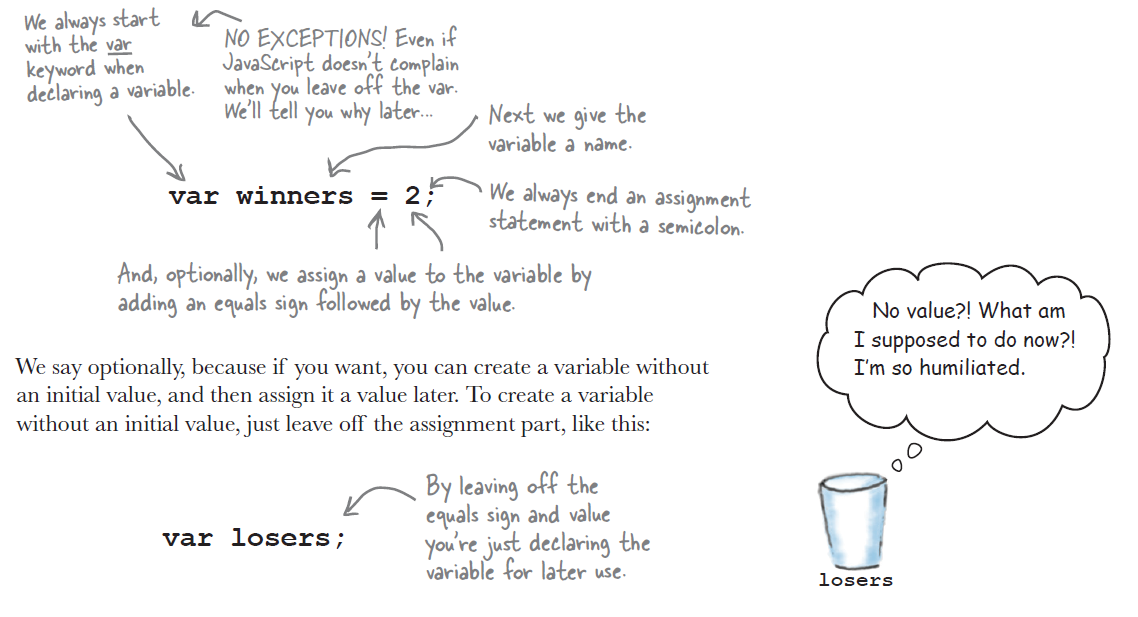 We always start
with the var
keyword when
declaring a variable.
NO EXCEPTIONS! Even if
JavaScript doesn't complain
when you leave off the var.
We'll tell you why later...
Next we give the
variable a name.
var winners = 2;
We always end an assignment
statement with a semicolon.
And, optionally, we assign a value to the variable by
adding an equals sign followed by the value.
We say optionally, because if you want, you can create a variable without
an initial value, and then assign it a value later. To create a variable
without an initial value, just leave off the assignment part, like this:
No value?! What am
I supposed to do now?!
I'm so humiliated.
var losers;
By leaving off the
equals sign and value
you're just declaring the
variable for later use.
losers